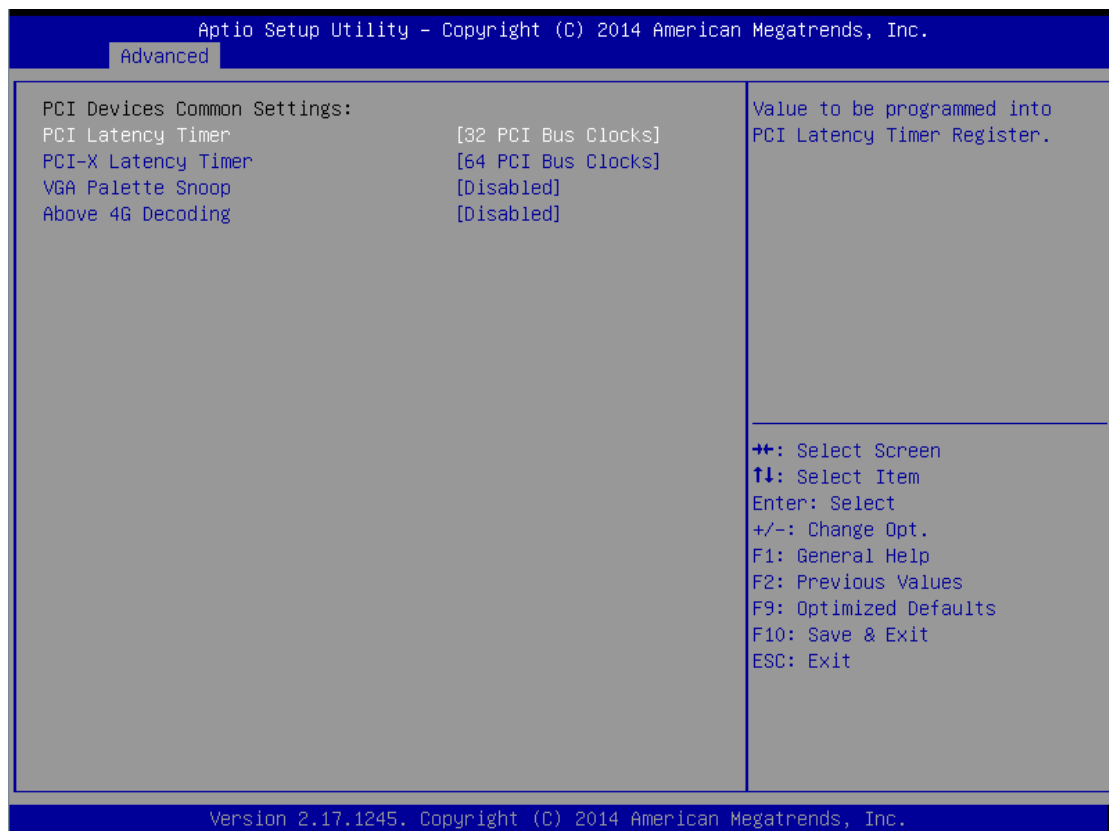 Aptio Setup Utility – Copyright (C) 2014 American Megatrends, Inc.
Advanced
PCI Devices Common Settings:
PCI Latency Timer [32 PCI Bus Clocks]
PCI-X Latency Timer [64 PCI Bus Clocks]
VGA Palette Snoop [Disabled]
Above 4G Decoding [Disabled]
Value to be programmed into
PCI Latency Timer Register.
→←: Select Screen
↑↓: Select Item
Enter: Select
+/-: Change Opt.
F1: General Help
F2: Previous Values
F9: Optimized Defaults
F10: Save & Exit
ESC: Exit
Version 2.17.1245. Copyright (C) 2014 American Megatrends, Inc.